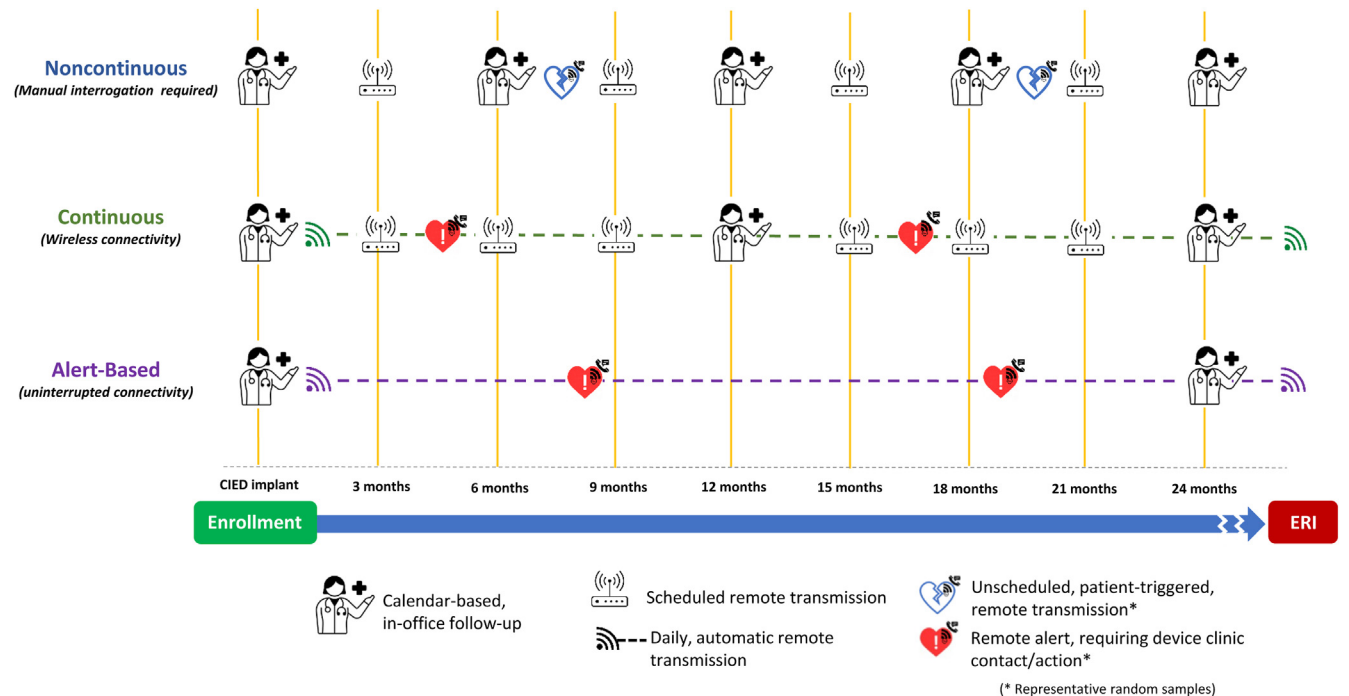 Noncontinuous
(Manual interrogation required)
Continuous
(Wireless connectivity)
Alert-Based
(uninterrupted connectivity)
CIED implant
3 months
6 months
9 months
12 months
15 months
18 months
21 months
24 months
Enrollment
ERI
Calendar-based,
in-office follow-up
Scheduled remote transmission
Daily, automatic remote
transmission
Unscheduled, patient-triggered,
remote transmission*
Remote alert, requiring device clinic
contact/action*
(* Representative random samples)